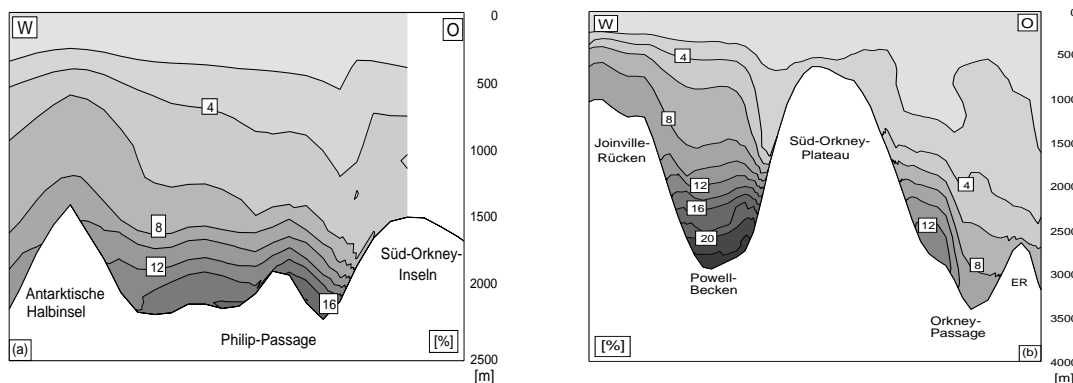 W
O
0
500
1000
1500
2000
2500
[m]
4
8
12
16
Antarktische
Halbinsel
Philip-Passage
Süd-Orkney-
Inseln
(a)
[%]
W
O
0
500
1000
1500
2000
2500
3000
3500
4000
[m]
4
8
12
16
20
4
12
8
Joinville-
Rücken
Süd-Orkney-
Plateau
Powell-
Becken
Orkney-
Passage
ER
[%]
(b)